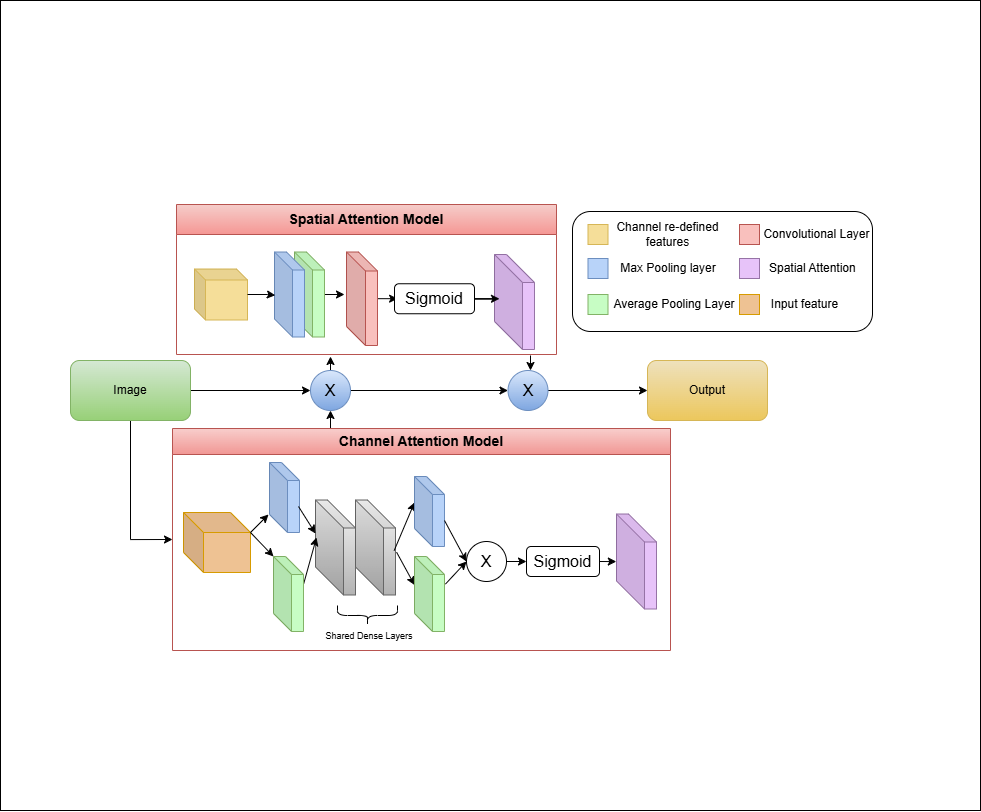 Spatial Attention Model
Sigmoid
Channel re-defined
features
Convolutional Layer
Max Pooling layer
Spatial Attention
Average Pooling Layer
Input feature
Image
X
X
Output
Channel Attention Model
X
Sigmoid
Shared Dense Layers